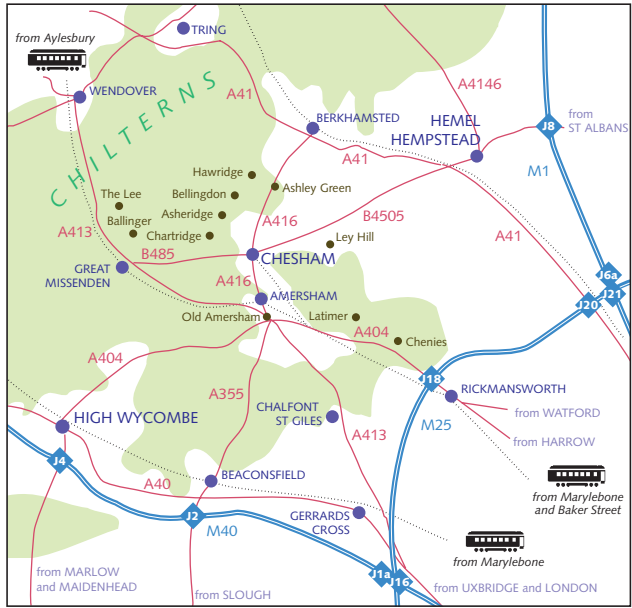 TRING
from Aylesbury
WENDOVER
A41
A4146
CHILTERNS
BERKHAMSTED
HEMEL
HEMPSTEAD
J8
from
ST ALBANS
A41
M1
Hawridge
Ashley Green
The Lee
Bellingdon
Ballinger
Asheridge
A416
B4505
A413
Chartridge
Ley Hill
A41
B485
CHESHAM
GREAT
MISSENDEN
A416
J6a
J21
AMERSHAM
J20
Old Amersham
Latimer
A404
Chenies
A404
J18
RICKMANSWORTH
A355
from WATFORD
HIGH WYCOMBE
CHALFONT
ST GILES
M25
A413
from HARROW
J4
BEACONSFIELD
A40
from Marylebone
and Baker Street
J2
M40
GERRARDS
CROSS
from Marylebone
from MARLOW
and MAIDENHEAD
J1a
J16
from SLOUGH
from UXBRIDGE and LONDON